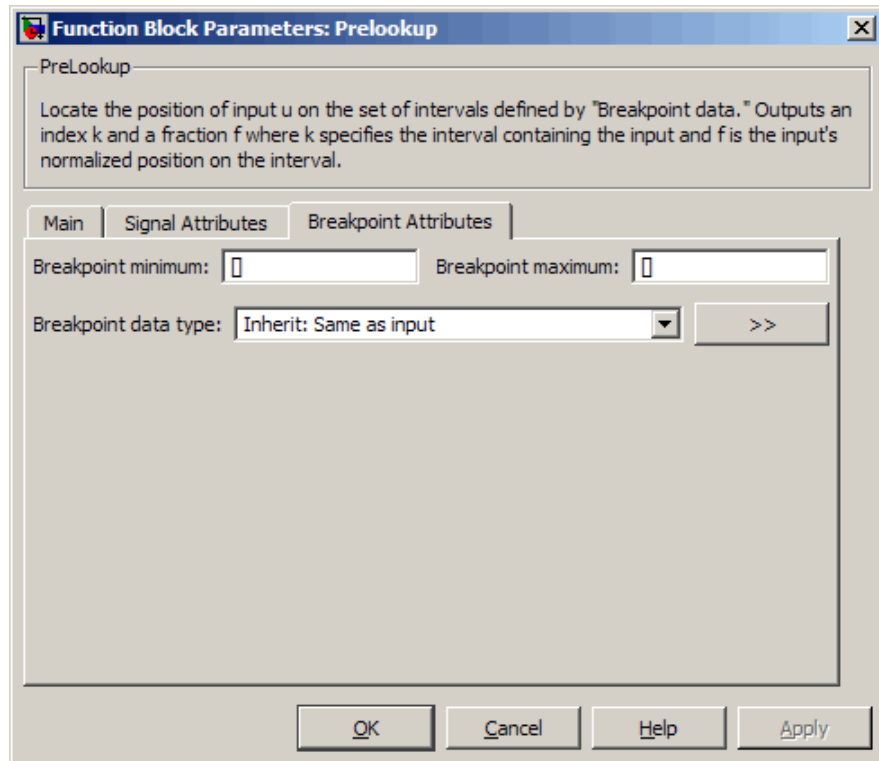 Function Block Parameters: Prelookup
PreLookup
Locate the position of input u on the set of intervals defined by "Breakpoint data." Outputs an
index k and a fraction f where k specifies the interval containing the input and f is the input's
normalized position on the interval.
Main Signal Attributes Breakpoint Attributes
Breakpoint minimum: [] Breakpoint maximum: []
Breakpoint data type: Inherit: Same as input >>
OK Cancel Help Apply